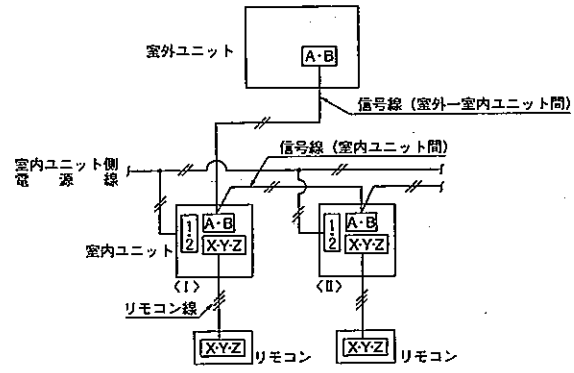 室外ユニット
A・B
信号線（室外ー室内ユニット間）
信号線（室内ユニット間）
室内ユニット側
電源線
1・2
A・B
X・Y・Z
1・2
A・B
X・Y・Z
室内ユニット
〈Ⅰ〉
〈Ⅱ〉
リモコン線
X・Y・Z
リモコン
X・Y・Z
リモコン